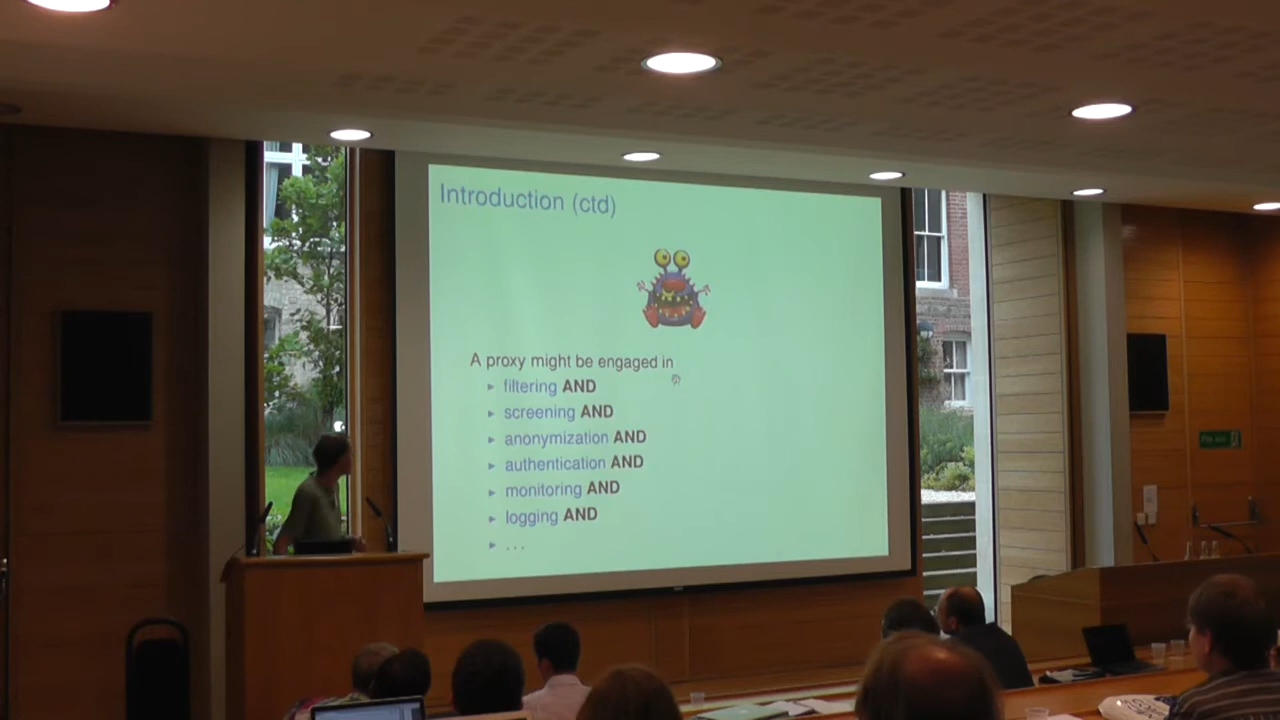 Introduction (ctd)
A proxy might be engaged in
filtering AND
screening AND
anonymization AND
authentication AND
monitoring AND
logging AND
...